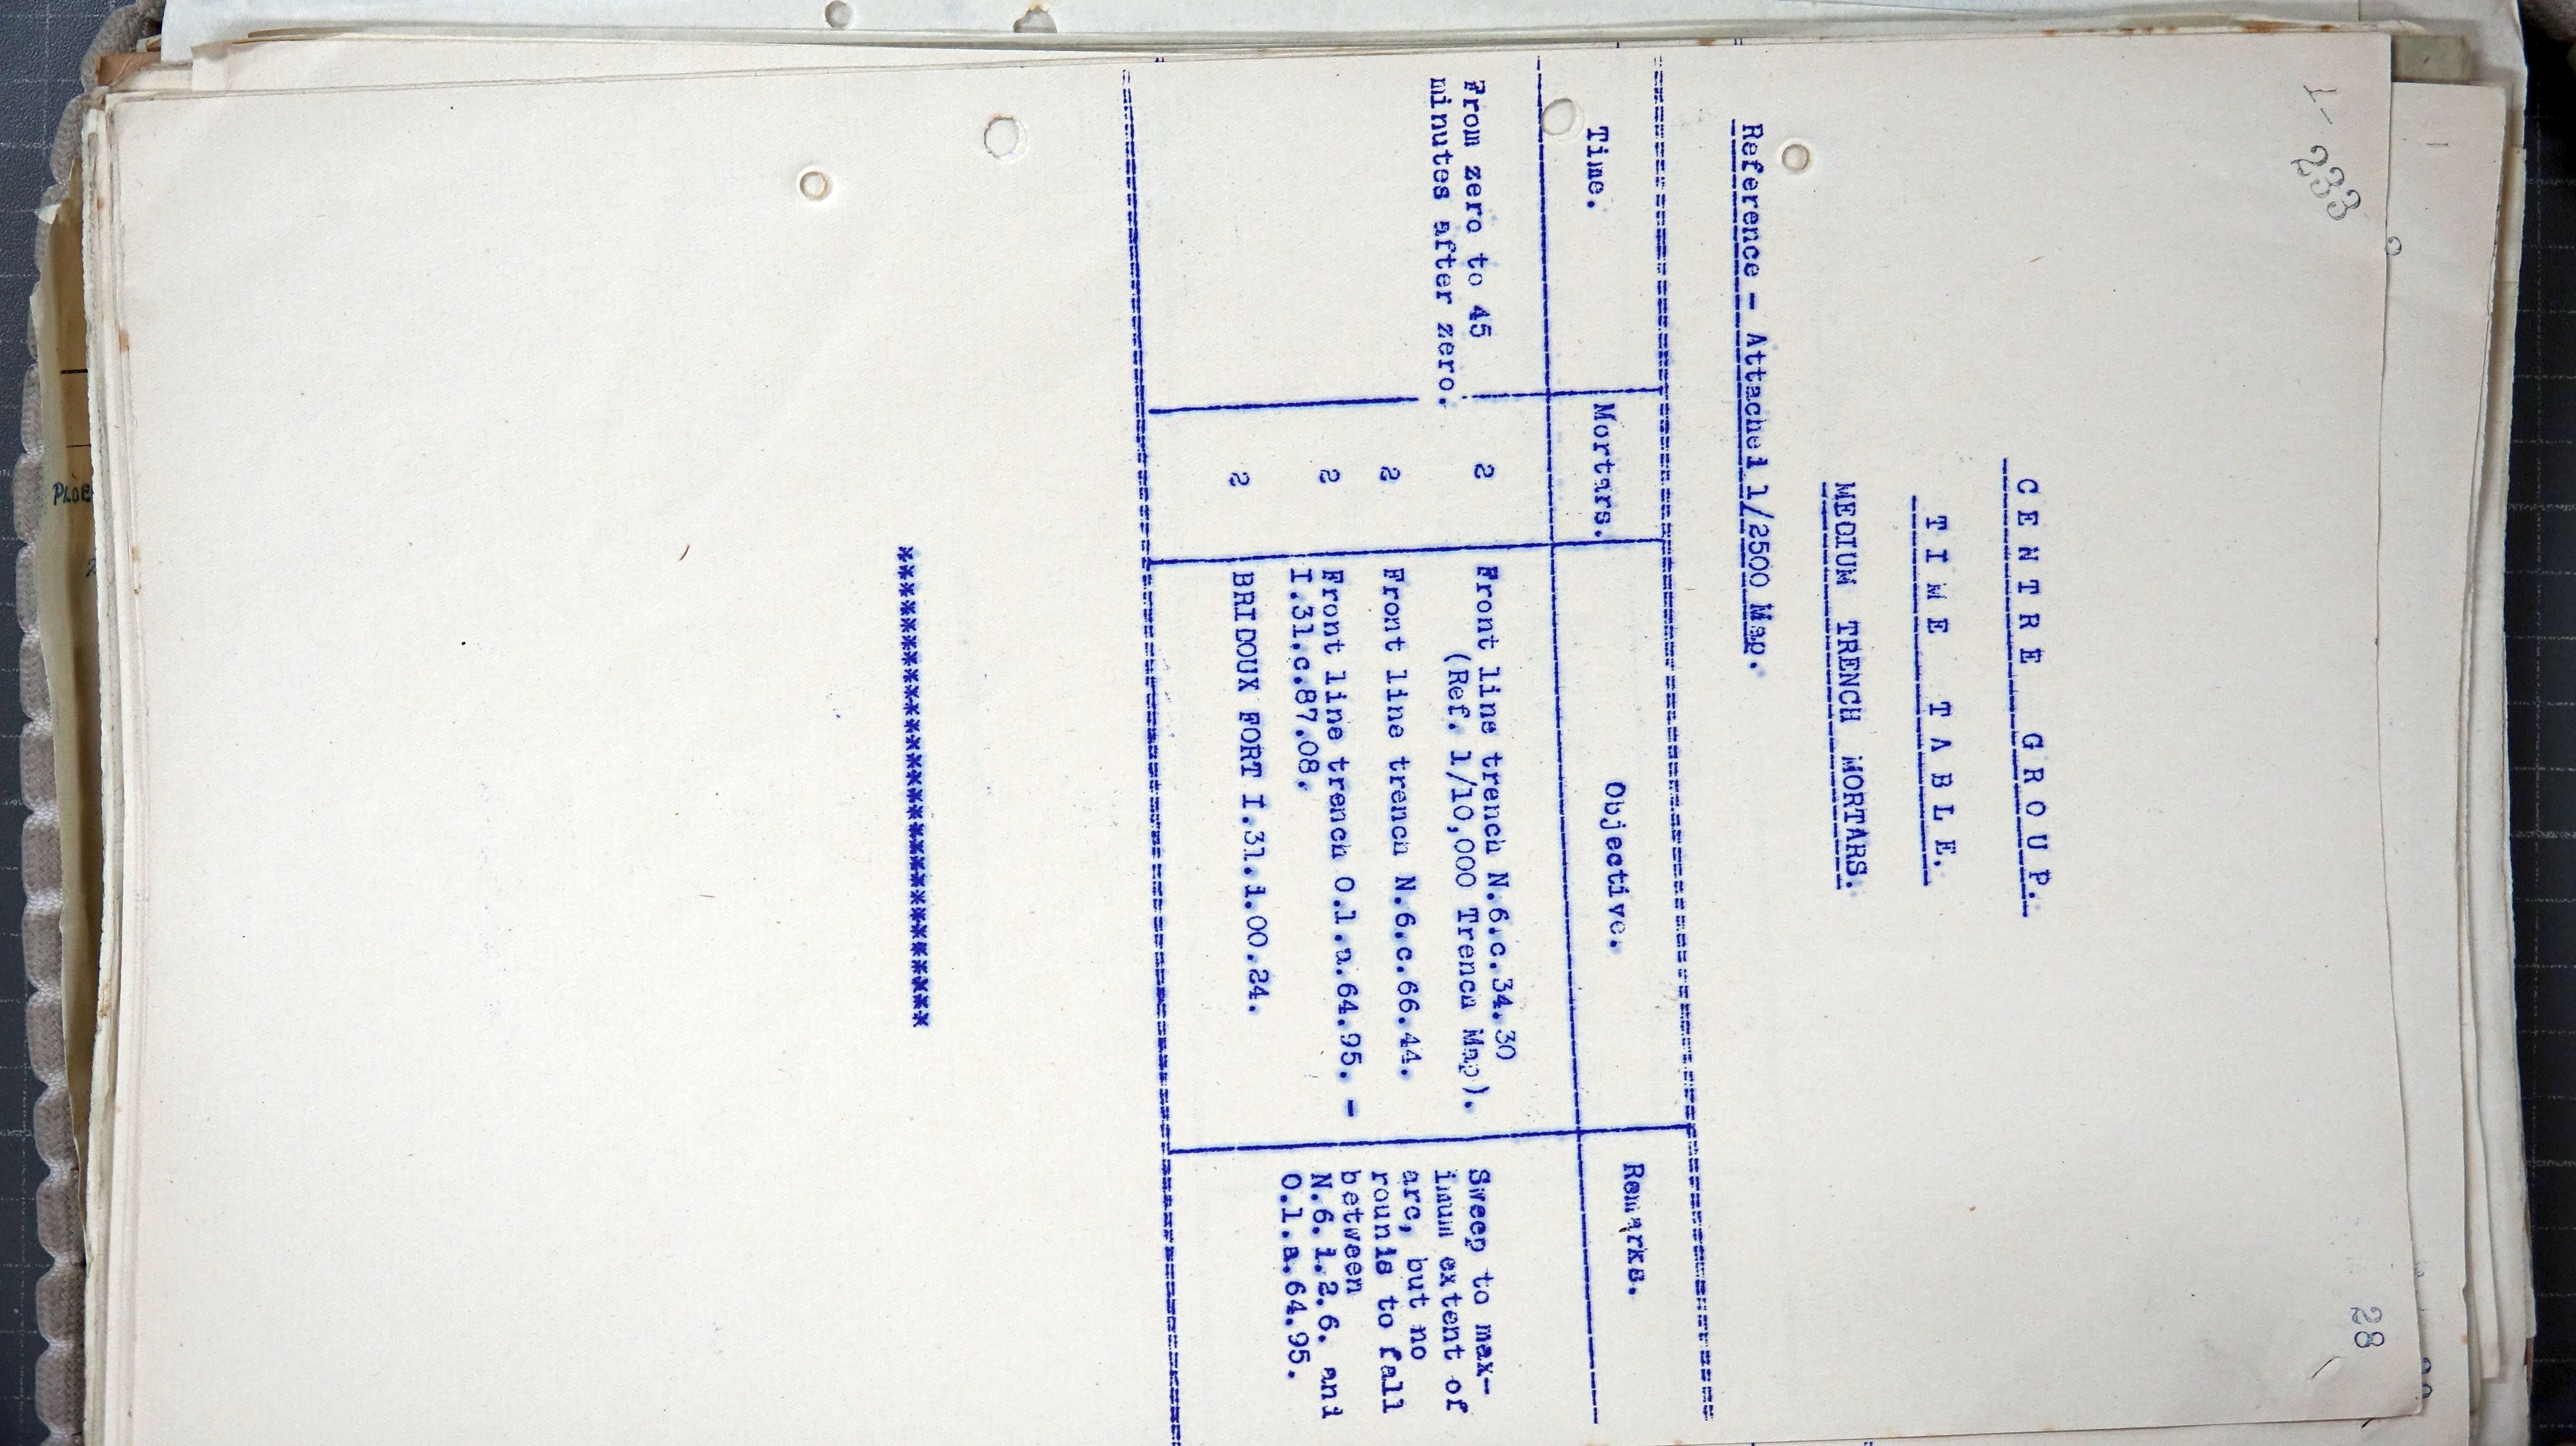 233
28
CENTRE GROUP.
TIME TABLE.
MEDIUM TRENCH MORTARS.
Reference - Attached 1/2500 Map.
Time. Mortars. Objective. Remarks.
From zero to 45 2 Front line trench N.6.c.34.30 Sweep to max-
minutes after zero. (Ref. 1/10,000 Trench Map). imum extent of
arc, but no
2 Front line trench N.6.c.66.44. rounds to fall
between
2 Front line trench O.1.a.64.95. - N.6.d.2.6. and
I.31.c.87.08. O.1.a.64.95.
2 BRIDOUX FORT I.31.d.00.24.